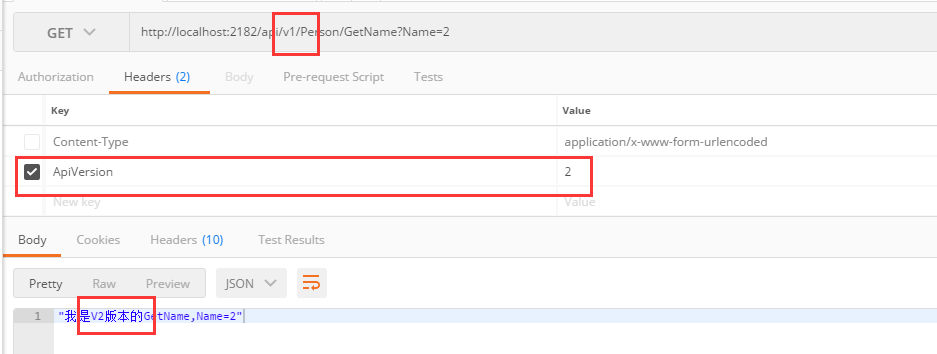 GET http://localhost:2182/api/v1/Person/GetName?Name=2
Authorization Headers (2) Body Pre-request Script Tests
Key Value
Content-Type application/x-www-form-urlencoded
ApiVersion 2
New key Value
Body Cookies Headers (10) Test Results
Pretty Raw Preview JSON
1 "我是V2版本的GetName,Name=2"